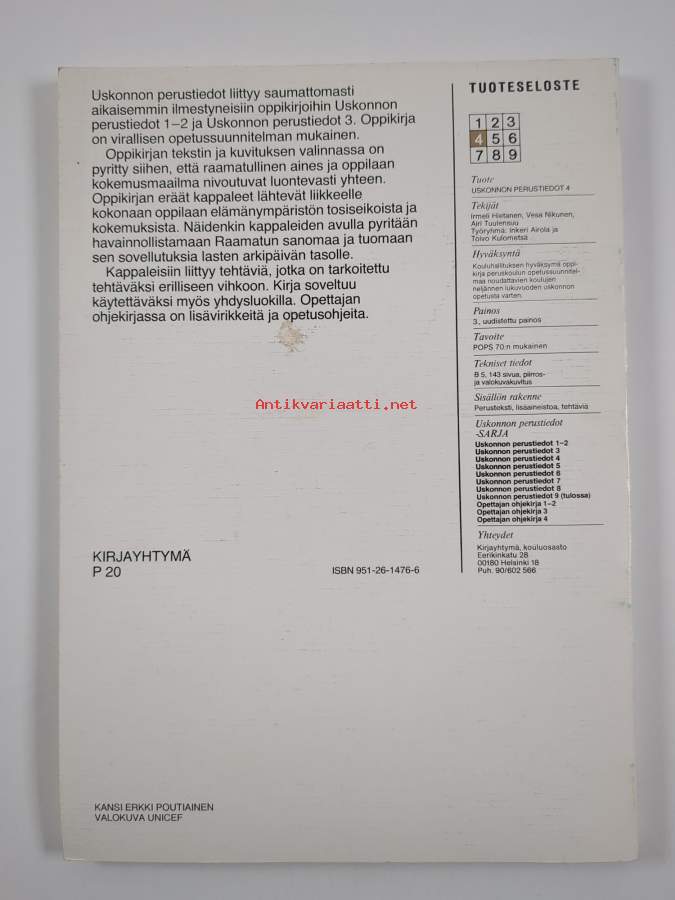 Uskonnon perustiedot liittyy saumattomasti
aikaisemmin ilmestyneisiin oppikirjoihin Uskonnon
perustiedot 1–2 ja Uskonnon perustiedot 3. Oppikirja
on virallisen opetussuunnitelman mukainen.
Oppikirjan tekstin ja kuvituksen valinnassa on
pyritty siihen, että raamatullinen aines ja oppilaan
kokemusmaailma nivoutuvat luontevasti yhteen.
Oppikirjan eräät kappaleet lähtevät liikkeelle
kokonaan oppilaan elämänympäristön tosiseikoista ja
kokemuksista. Näidenkin kappaleiden avulla pyritään
havainnollistamaan Raamatun sanomaa ja tuomaan
sen sovellutuksia lasten arkipäivän tasolle.
Kappaleisiin liittyy tehtäviä, jotka on tarkoitettu
tehtäväksi erilliseen vihkoon. Kirja soveltuu
käytettäväksi myös yhdysluokilla. Opettajan
ohjekirjassa on lisävirikkeitä ja opetusohjeita.
Antikvariaatti.net
KIRJAYHTYMÄ
P 20
ISBN 951-26-1476-6
KANSI ERKKI POUTIAINEN
VALOKUVA UNICEF
TUOTESELOSTE
1 2 3
4 5 6
7 8 9
Tuote
USKONNON PERUSTIEDOT 4
Tekijät
Irmeli Hietanen, Vesa Nikunen,
Airi Tuulensuu
Työryhmä: Inkeri Airola ja
Toivo Kulometsä
Hyväksyntä
Kouluhallituksen hyväksymä oppi-
kirja peruskoulun opetussuunnitel-
maa noudattavien koulujen
neljännen lukuvuoden uskonnon
opetusta varten.
Painos
3., uudistettu painos
Tavoite
POPS 70:n mukainen
Tekniset tiedot
B 5, 143 sivua, piirros-
ja valokuvakuvitus
Sisällön rakenne
Perusteksti, lisäaineistoa, tehtäviä
Uskonnon perustiedot
-SARJA
Uskonnon perustiedot 1–2
Uskonnon perustiedot 3
Uskonnon perustiedot 4
Uskonnon perustiedot 5
Uskonnon perustiedot 6
Uskonnon perustiedot 7
Uskonnon perustiedot 8
Uskonnon perustiedot 9 (tulossa)
Opettajan ohjekirja 1–2
Opettajan ohjekirja 3
Opettajan ohjekirja 4
Yhteydet
Kirjayhtymä, kouluosasto
Eerikinkatu 28
00180 Helsinki 18
Puh. 90/602 566